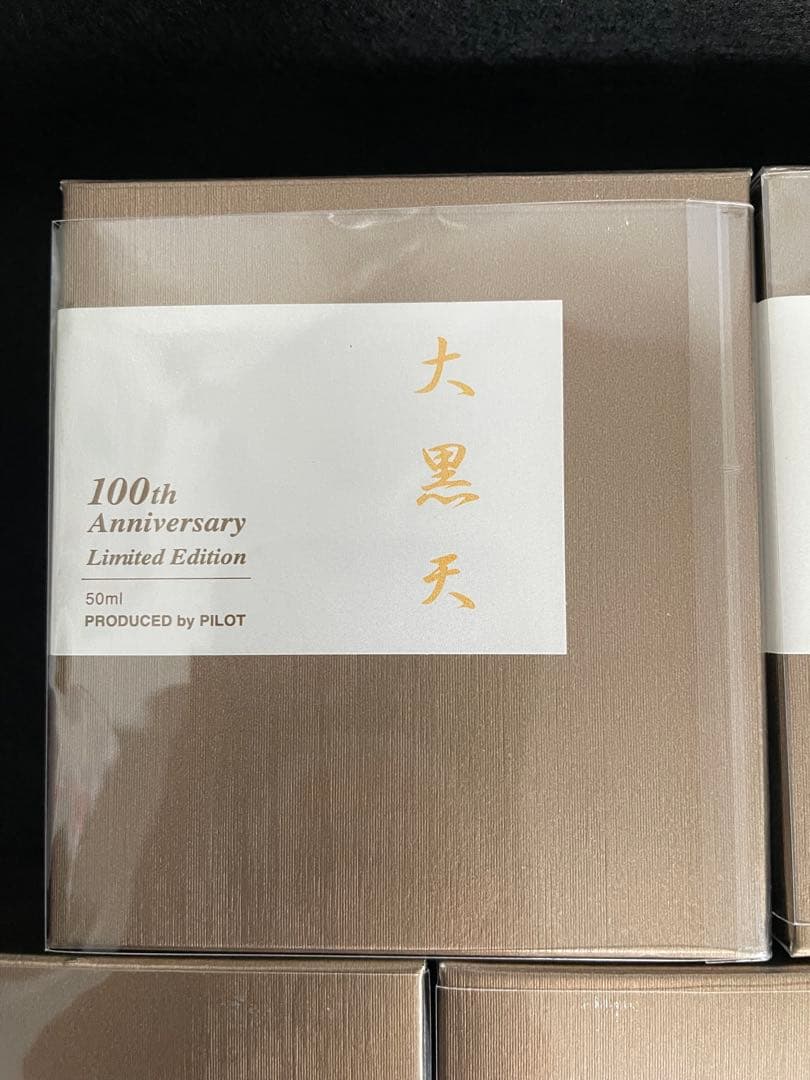 大黒天
100th
Anniversary
Limited Edition
50ml
PRODUCED by PILOT